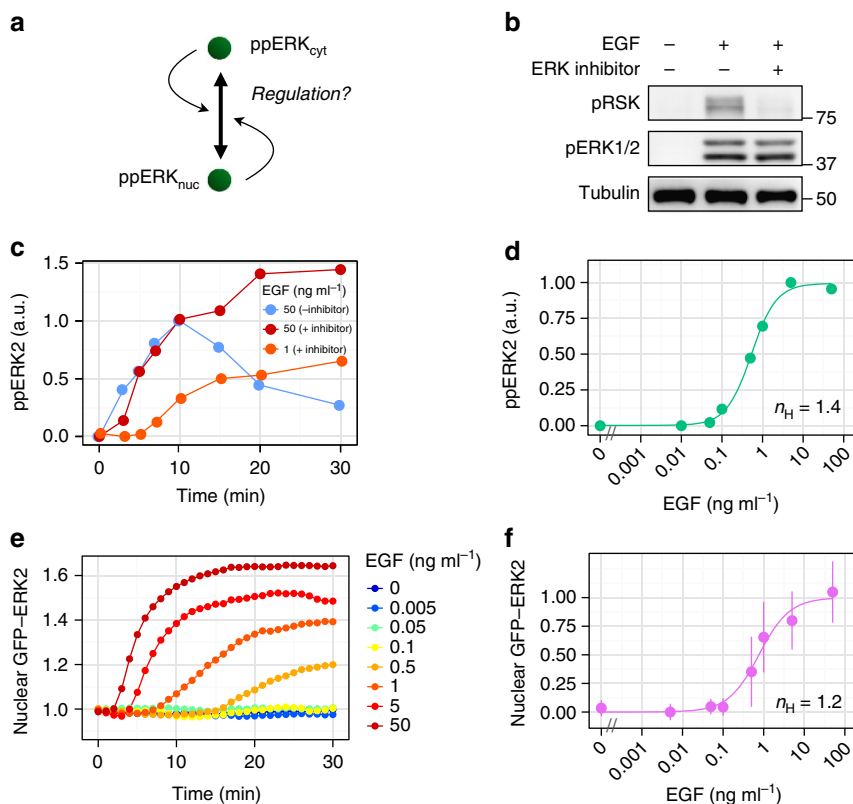 a
ppERKcyt
Regulation?
ppERKnuc
b
EGF – + +
ERK inhibitor – – +
pRSK
75
pERK1/2
37
Tubulin
50
c
ppERK2 (a.u.)
1.5
1.0
0.5
0.0
EGF (ng ml–1)
50 (–inhibitor)
50 (+ inhibitor)
1 (+ inhibitor)
0 10 20 30
Time (min)
d
ppERK2 (a.u.)
1.00
0.75
0.50
0.25
0.00
nH = 1.4
0 0.001 0.01 0.1 1 10 100
EGF (ng ml–1)
e
Nuclear GFP–ERK2
1.6
1.4
1.2
1.0
0 10 20 30
Time (min)
EGF (ng ml–1)
0
0.005
0.05
0.1
0.5
1
5
50
f
Nuclear GFP–ERK2
1.00
0.75
0.50
0.25
0.00
nH = 1.2
0 0.001 0.01 0.1 1 10 100
EGF (ng ml–1)